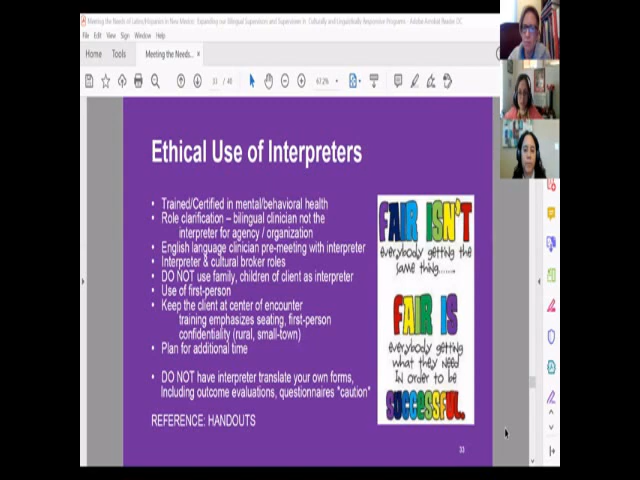 Meeting the Needs of Latinx/Hispanics in New Mexico: Expanding our Bilingual Supervisors and Supervisees in Culturally and Linguistically Responsive Programs - Adobe Acrobat Reader DC
File Edit View Sign Window Help
Home Tools Meeting the Needs... ×
33 / 40 67.2%
Ethical Use of Interpreters
• Trained/Certified in mental/behavioral health
• Role clarification – bilingual clinician not the
interpreter for agency / organization
• English language clinician pre-meeting with interpreter
• Interpreter & cultural broker roles
• DO NOT use family, children of client as interpreter
• Use of first-person
• Keep the client at center of encounter
training emphasizes seating, first-person
confidentiality (rural, small-town)
• Plan for additional time
• DO NOT have interpreter translate your own forms,
Including outcome evaluations, questionnaires *caution*
REFERENCE: HANDOUTS
FAIR ISN'T
everybody getting the
same thing.......
FAIR IS
everybody getting
what they NEED
IN order to be
SUCCESSFUL..
33